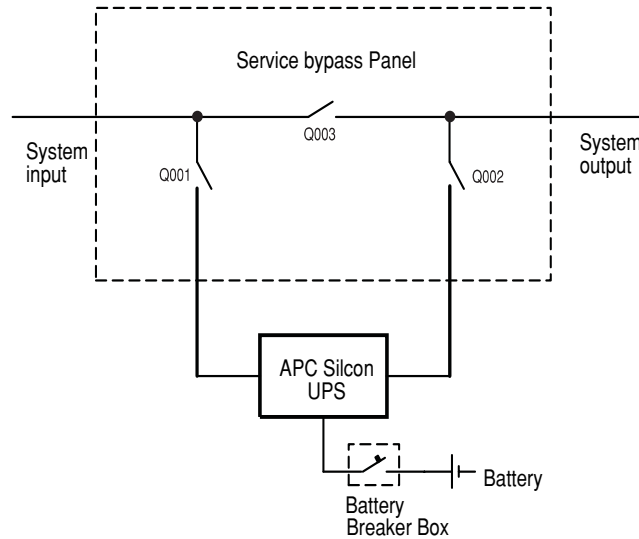 Service bypass Panel
System
input
Q003
System
output
Q001
Q002
APC Silcon
UPS
Battery
Battery
Breaker Box